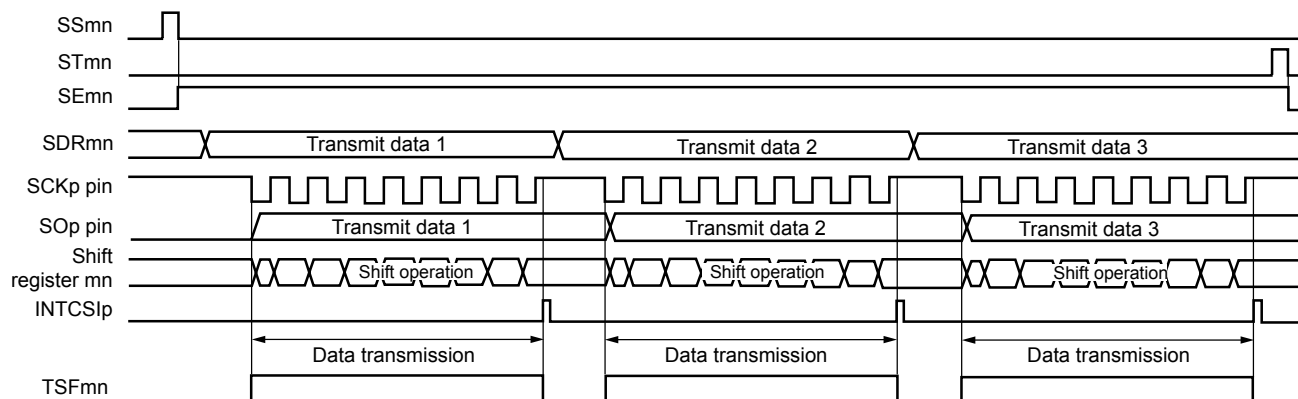 SSmn
STmn
SEmn
SDRmn Transmit data 1 Transmit data 2 Transmit data 3
SCKp pin
SOp pin Transmit data 1 Transmit data 2 Transmit data 3
Shift
register mn Shift operation Shift operation Shift operation
INTCSIp
Data transmission Data transmission Data transmission
TSFmn